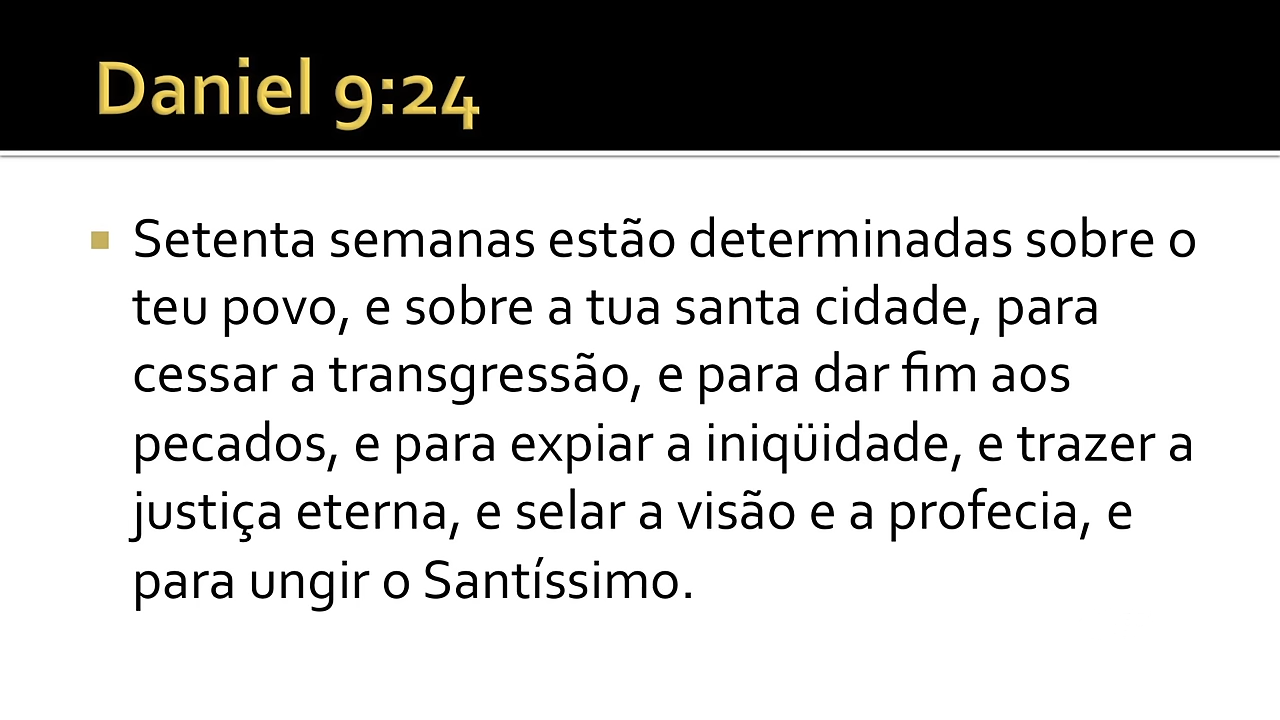 Daniel 9:24
Setenta semanas estão determinadas sobre o
teu povo, e sobre a tua santa cidade, para
cessar a transgressão, e para dar fim aos
pecados, e para expiar a iniqüidade, e trazer a
justiça eterna, e selar a visão e a profecia, e
para ungir o Santíssimo.